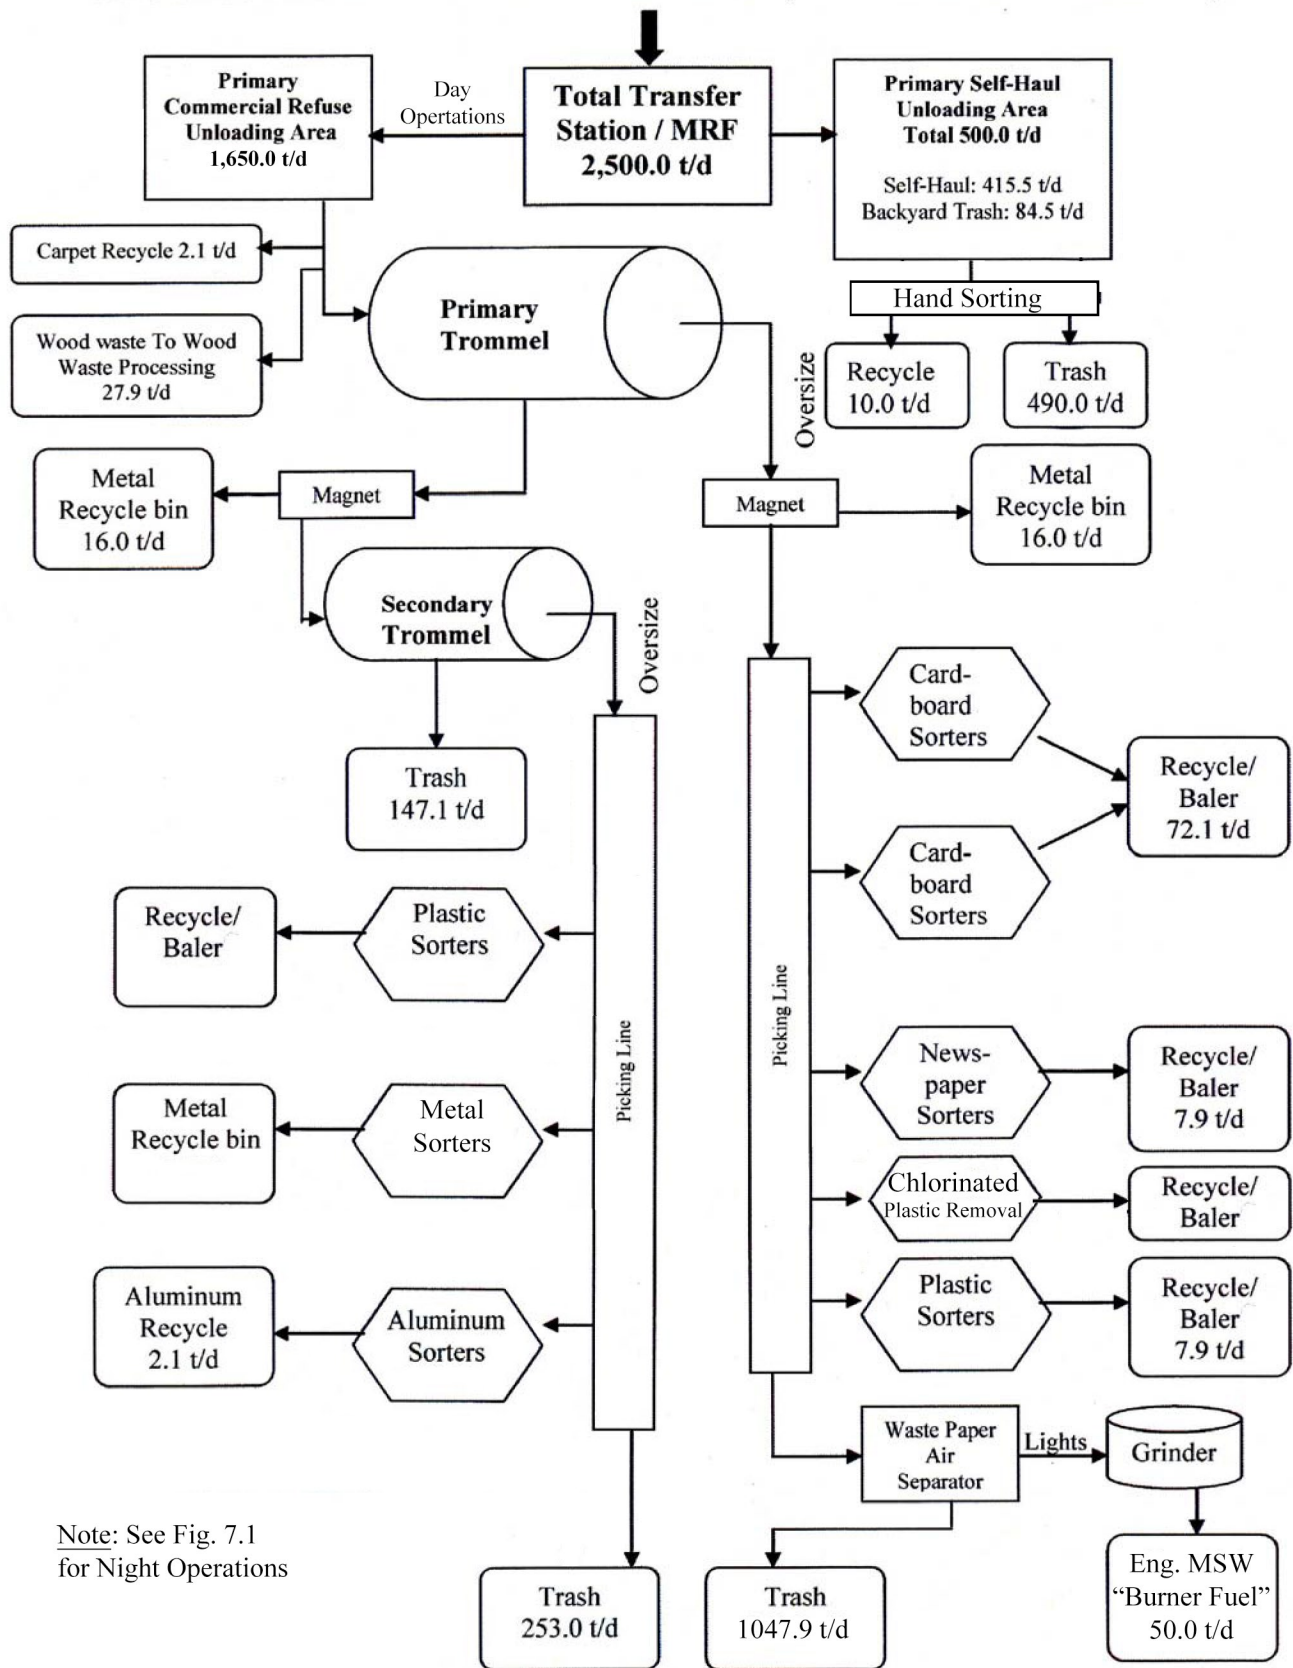 Primary
Commercial Refuse
Unloading Area
1,650.0 t/d
Day
Opertations
Total Transfer
Station / MRF
2,500.0 t/d
Primary Self-Haul
Unloading Area
Total 500.0 t/d
Self-Haul: 415.5 t/d
Backyard Trash: 84.5 t/d
Carpet Recycle 2.1 t/d
Wood waste To Wood
Waste Processing
27.9 t/d
Primary
Trommel
Hand Sorting
Recycle
10.0 t/d
Trash
490.0 t/d
Oversize
Metal
Recycle bin
16.0 t/d
Magnet
Magnet
Metal
Recycle bin
16.0 t/d
Secondary
Trommel
Oversize
Trash
147.1 t/d
Card-
board
Sorters
Recycle/
Baler
72.1 t/d
Card-
board
Sorters
Recycle/
Baler
Plastic
Sorters
Picking Line
Picking Line
Metal
Recycle bin
Metal
Sorters
News-
paper
Sorters
Recycle/
Baler
7.9 t/d
Chlorinated
Plastic Removal
Recycle/
Baler
Aluminum
Recycle
2.1 t/d
Aluminum
Sorters
Plastic
Sorters
Recycle/
Baler
7.9 t/d
Waste Paper
Air
Separator
Lights
Grinder
Note: See Fig. 7.1
for Night Operations
Trash
253.0 t/d
Trash
1047.9 t/d
Eng. MSW
“Burner Fuel”
50.0 t/d